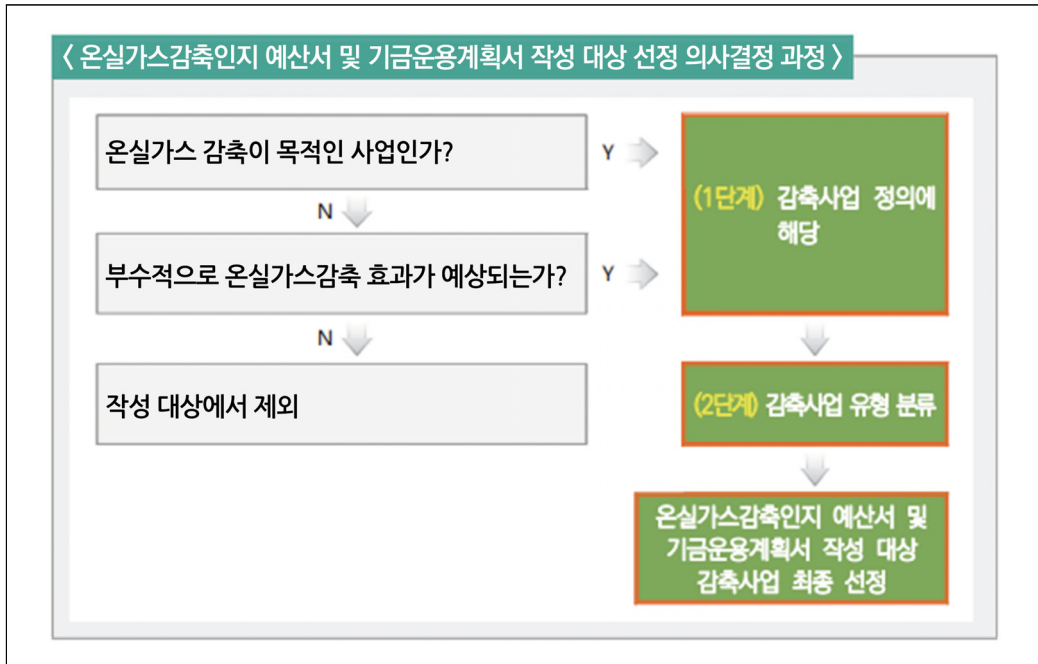 〈 온실가스감축인지 예산서 및 기금운용계획서 작성 대상 선정 의사결정 과정 〉
온실가스 감축이 목적인 사업인가?
Y
(1단계) 감축사업 정의에
해당
N
부수적으로 온실가스감축 효과가 예상되는가?
Y
N
작성 대상에서 제외
(2단계) 감축사업 유형 분류
온실가스감축인지 예산서 및
기금운용계획서 작성 대상
감축사업 최종 선정